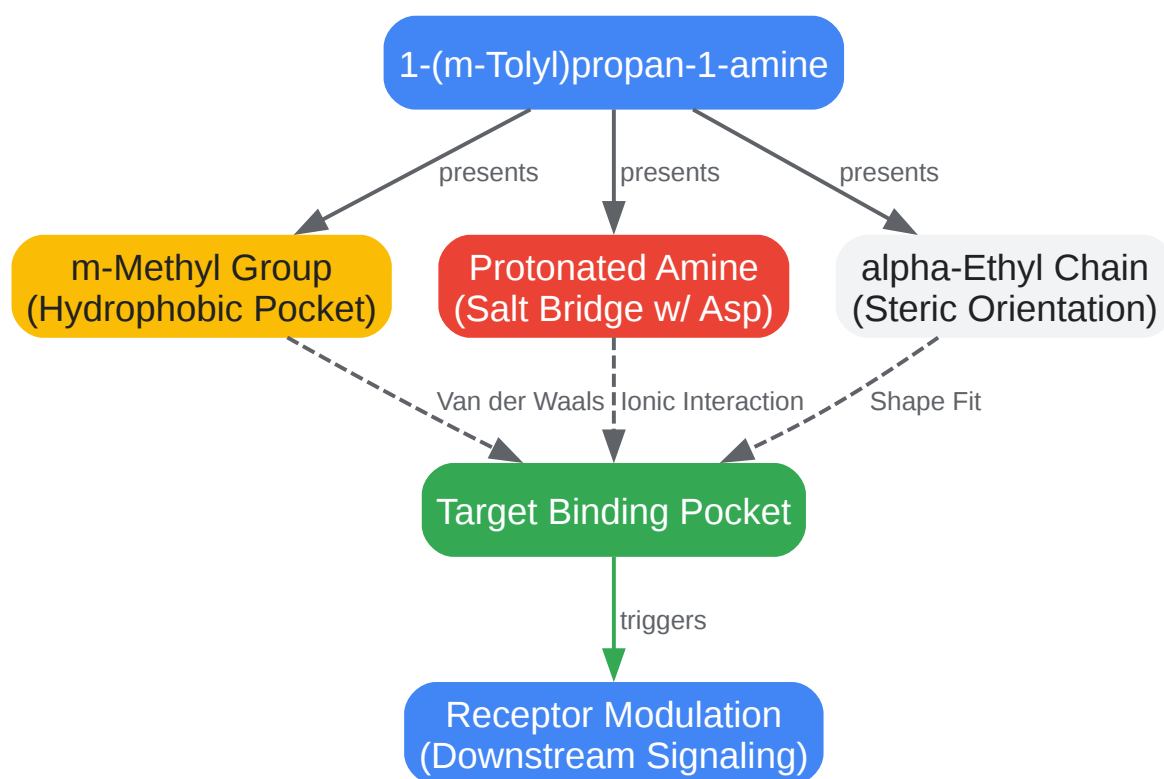 1-(m-Tolyl)propan-1-amine
presents
presents
presents
m-Methyl Group
(Hydrophobic Pocket)
Protonated Amine
(Salt Bridge w/ Asp)
alpha-Ethyl Chain
(Steric Orientation)
Van der Waals
Ionic Interaction
Shape Fit
Target Binding Pocket
triggers
Receptor Modulation
(Downstream Signaling)